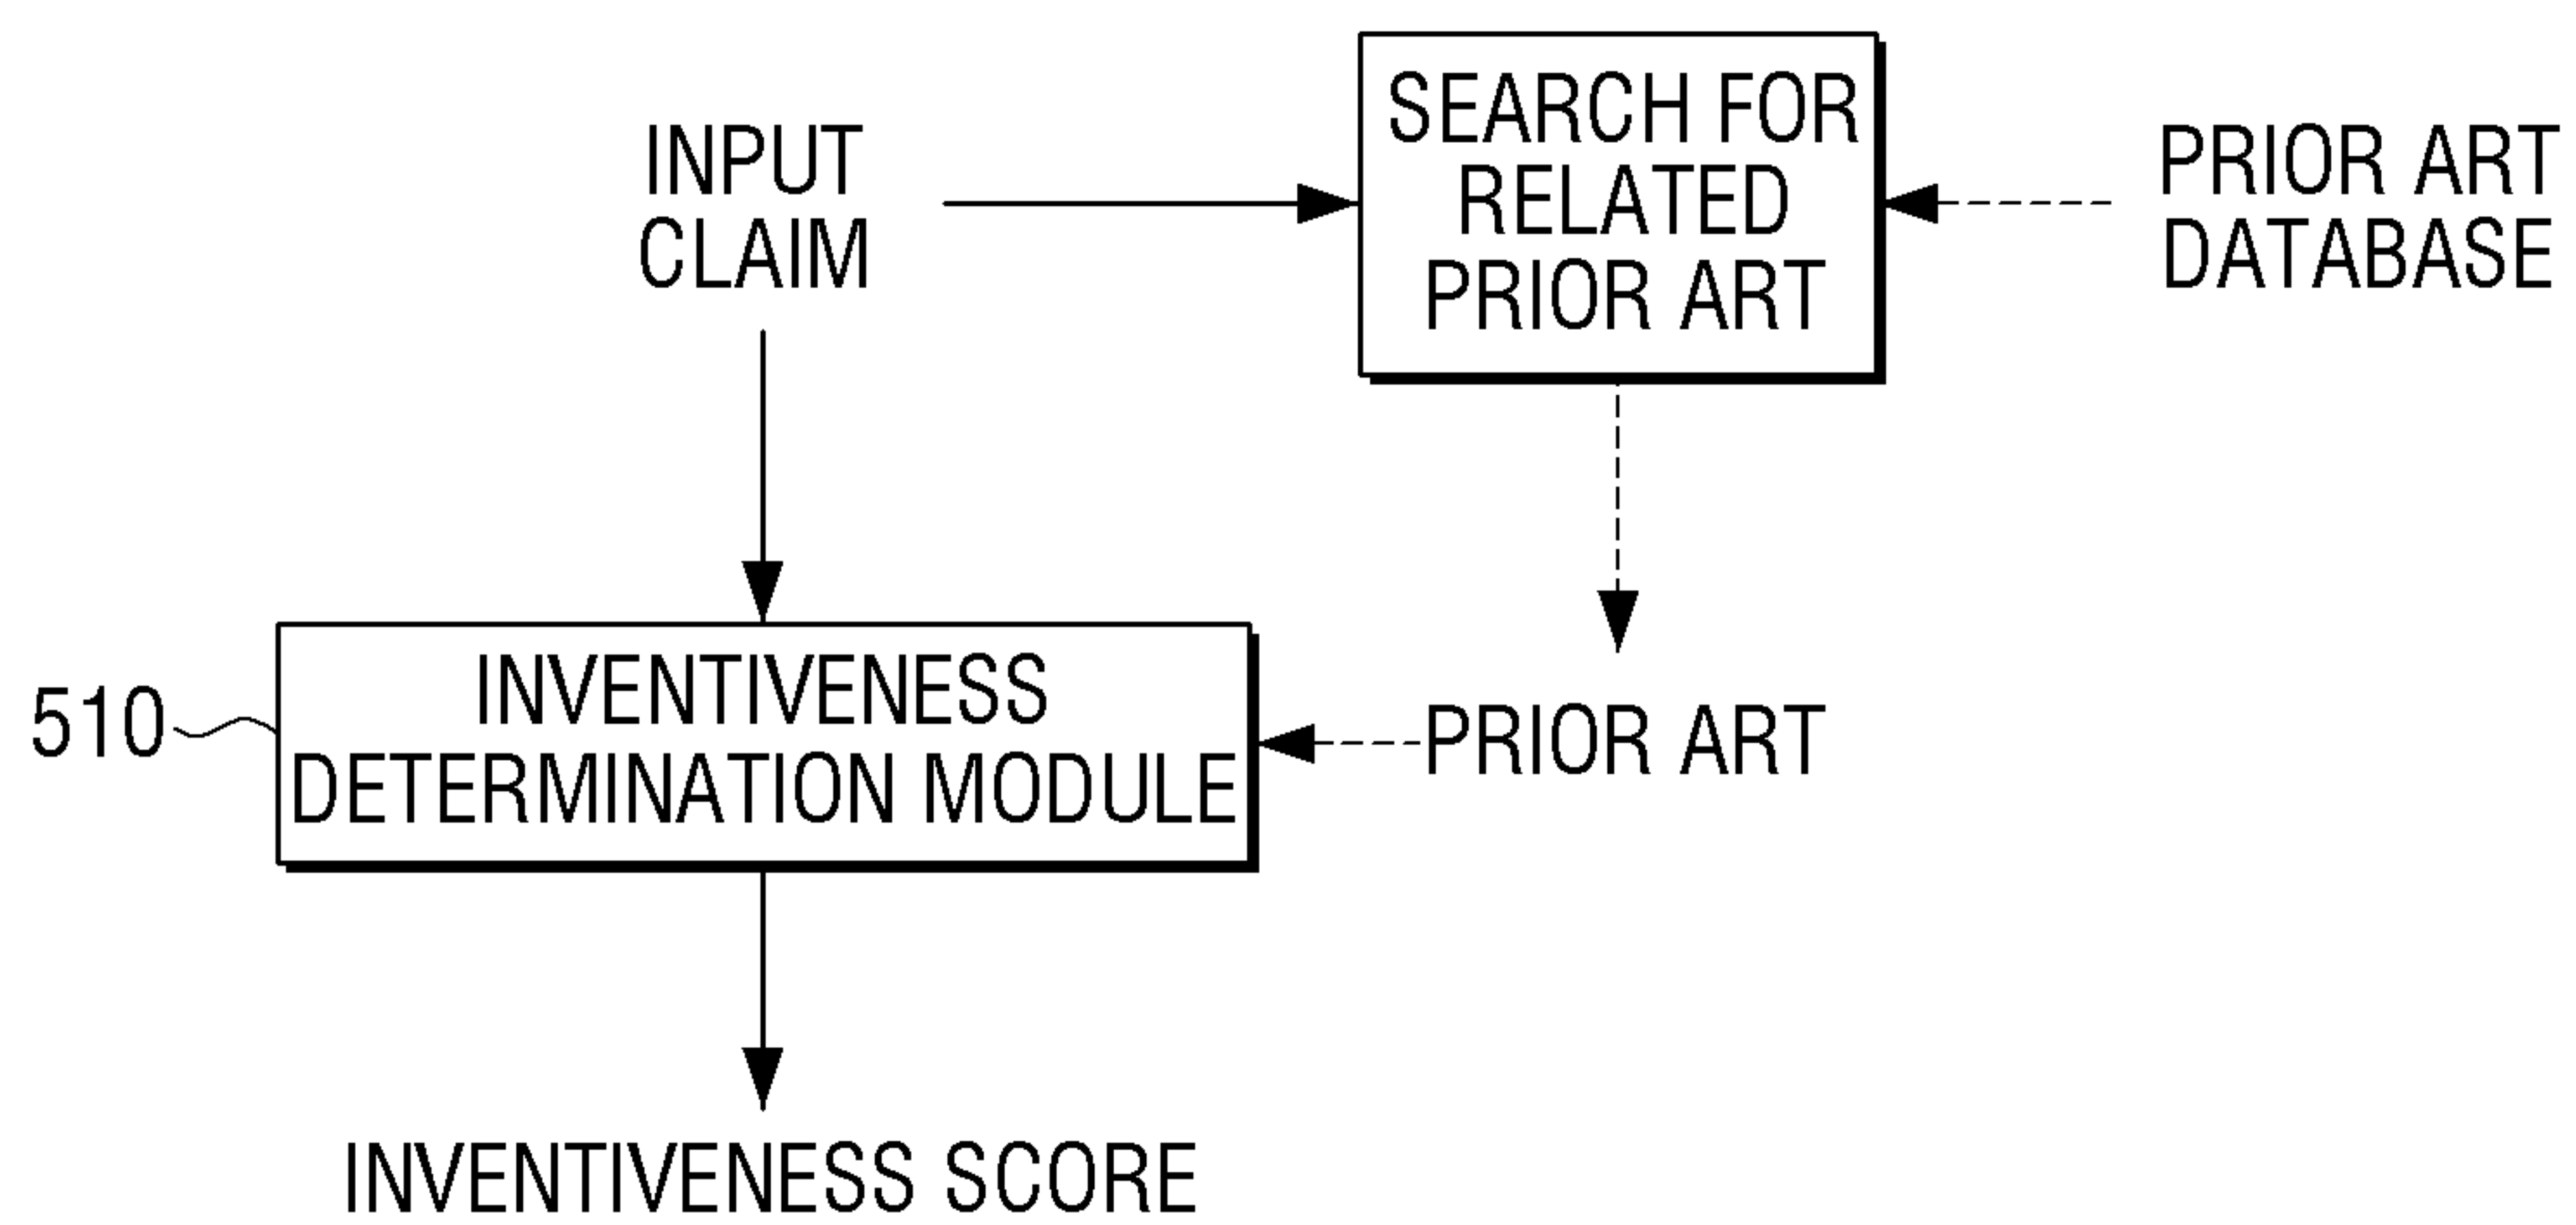 INPUT
CLAIM
SEARCH FOR
RELATED
PRIOR ART
PRIOR ART
DATABASE
510
INVENTIVENESS
DETERMINATION MODULE
PRIOR ART
INVENTIVENESS SCORE